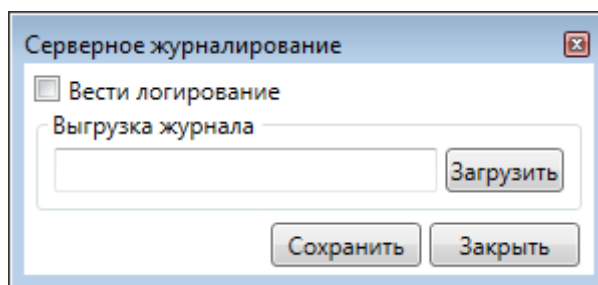 Серверное журналирование
Вести логирование
Выгрузка журнала
Загрузить
Сохранить Закрыть